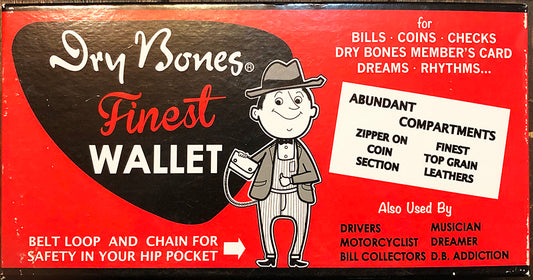 Dry Bones®
Finest
WALLET
BELT LOOP AND CHAIN FOR
SAFETY IN YOUR HIP POCKET
for
BILLS · COINS · CHECKS
DRY BONES MEMBER'S CARD
DREAMS · RHYTHMS...
ABUNDANT
COMPARTMENTS
ZIPPER ON
COIN
SECTION
FINEST
TOP GRAIN
LEATHERS
Also Used By
DRIVERS MUSICIAN
MOTORCYCLIST DREAMER
BILL COLLECTORS D.B. ADDICTION